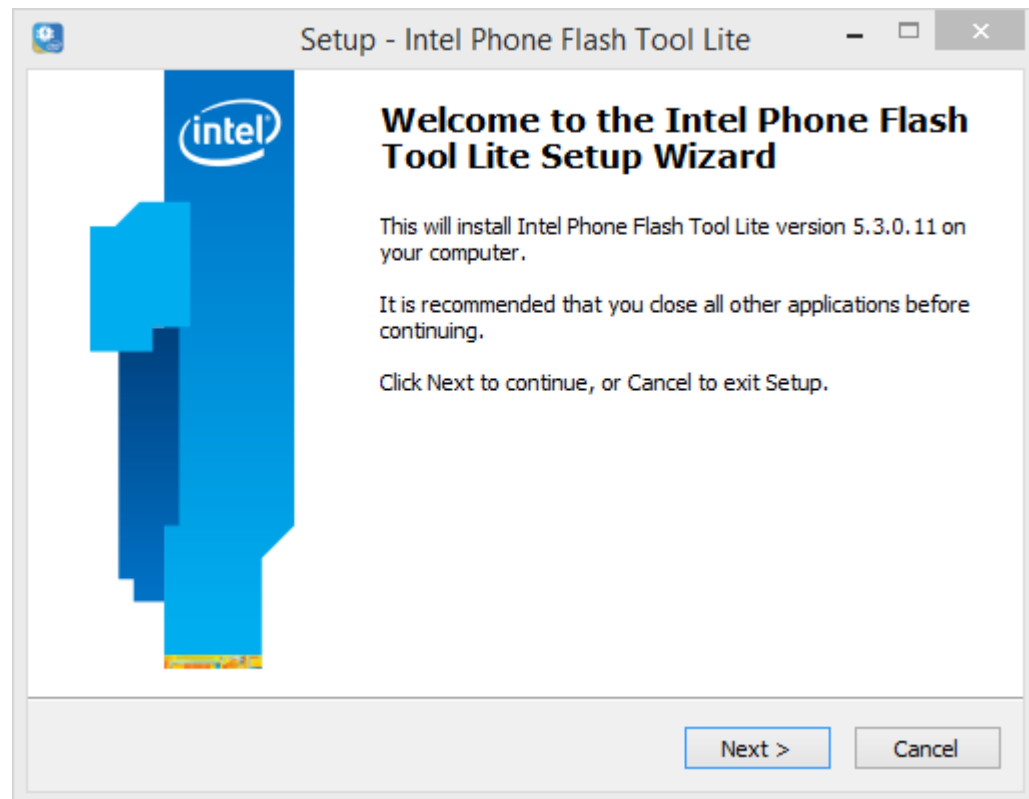 Setup - Intel Phone Flash Tool Lite
intel
Welcome to the Intel Phone Flash
Tool Lite Setup Wizard
This will install Intel Phone Flash Tool Lite version 5.3.0.11 on
your computer.
It is recommended that you close all other applications before
continuing.
Click Next to continue, or Cancel to exit Setup.
Next >
Cancel